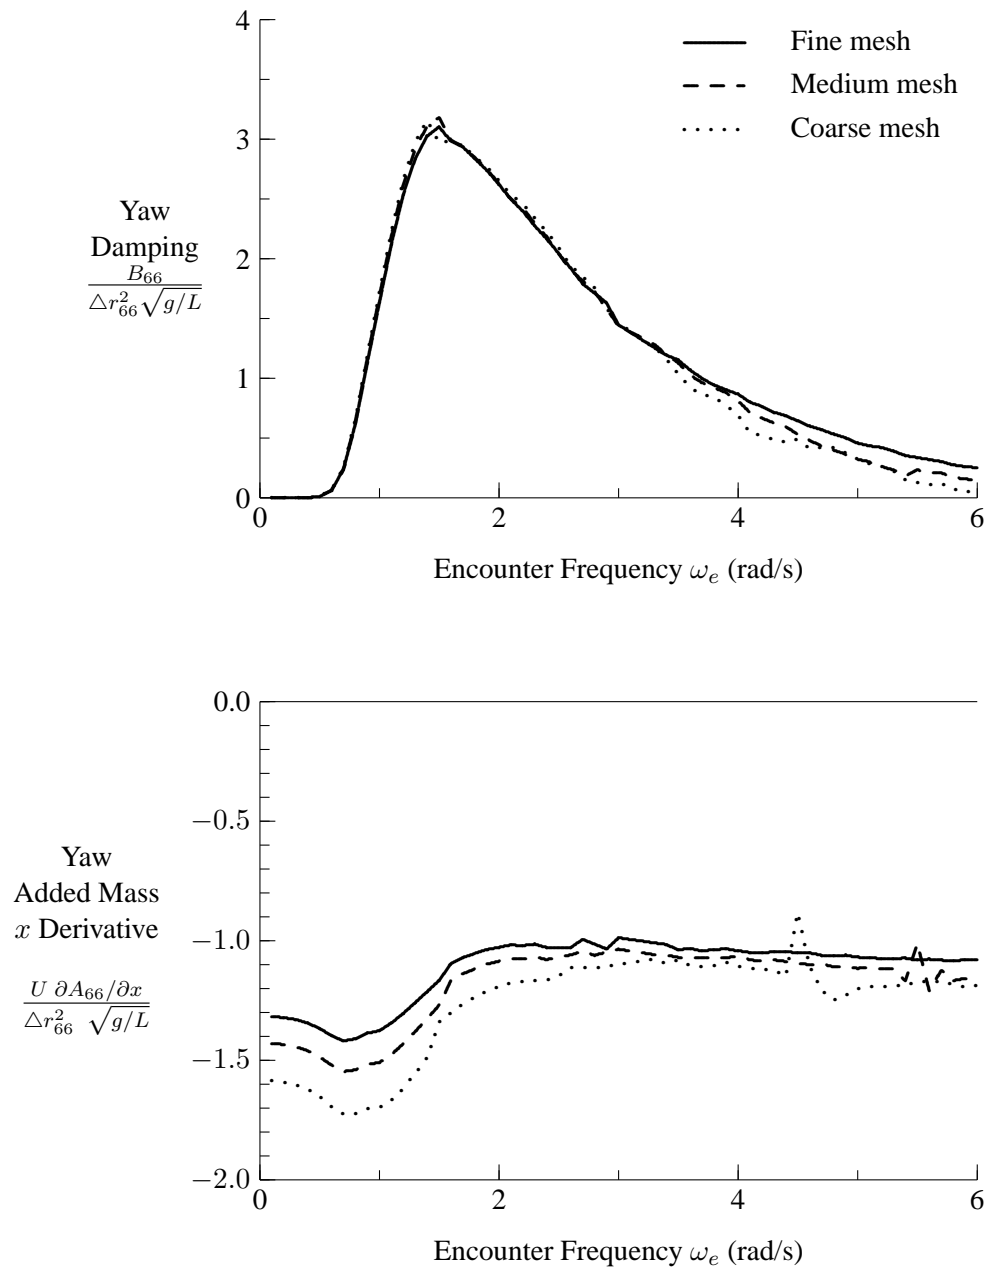 4
Fine mesh
Medium mesh
Coarse mesh
3
Yaw
Damping
B₆₆
△r²₆₆√g/L
2
1
0
0 2 4 6
Encounter Frequency ωₑ (rad/s)
0.0
−0.5
Yaw
Added Mass
x Derivative
U ∂A₆₆/∂x
△r²₆₆ √g/L
−1.0
−1.5
−2.0
0 2 4 6
Encounter Frequency ωₑ (rad/s)